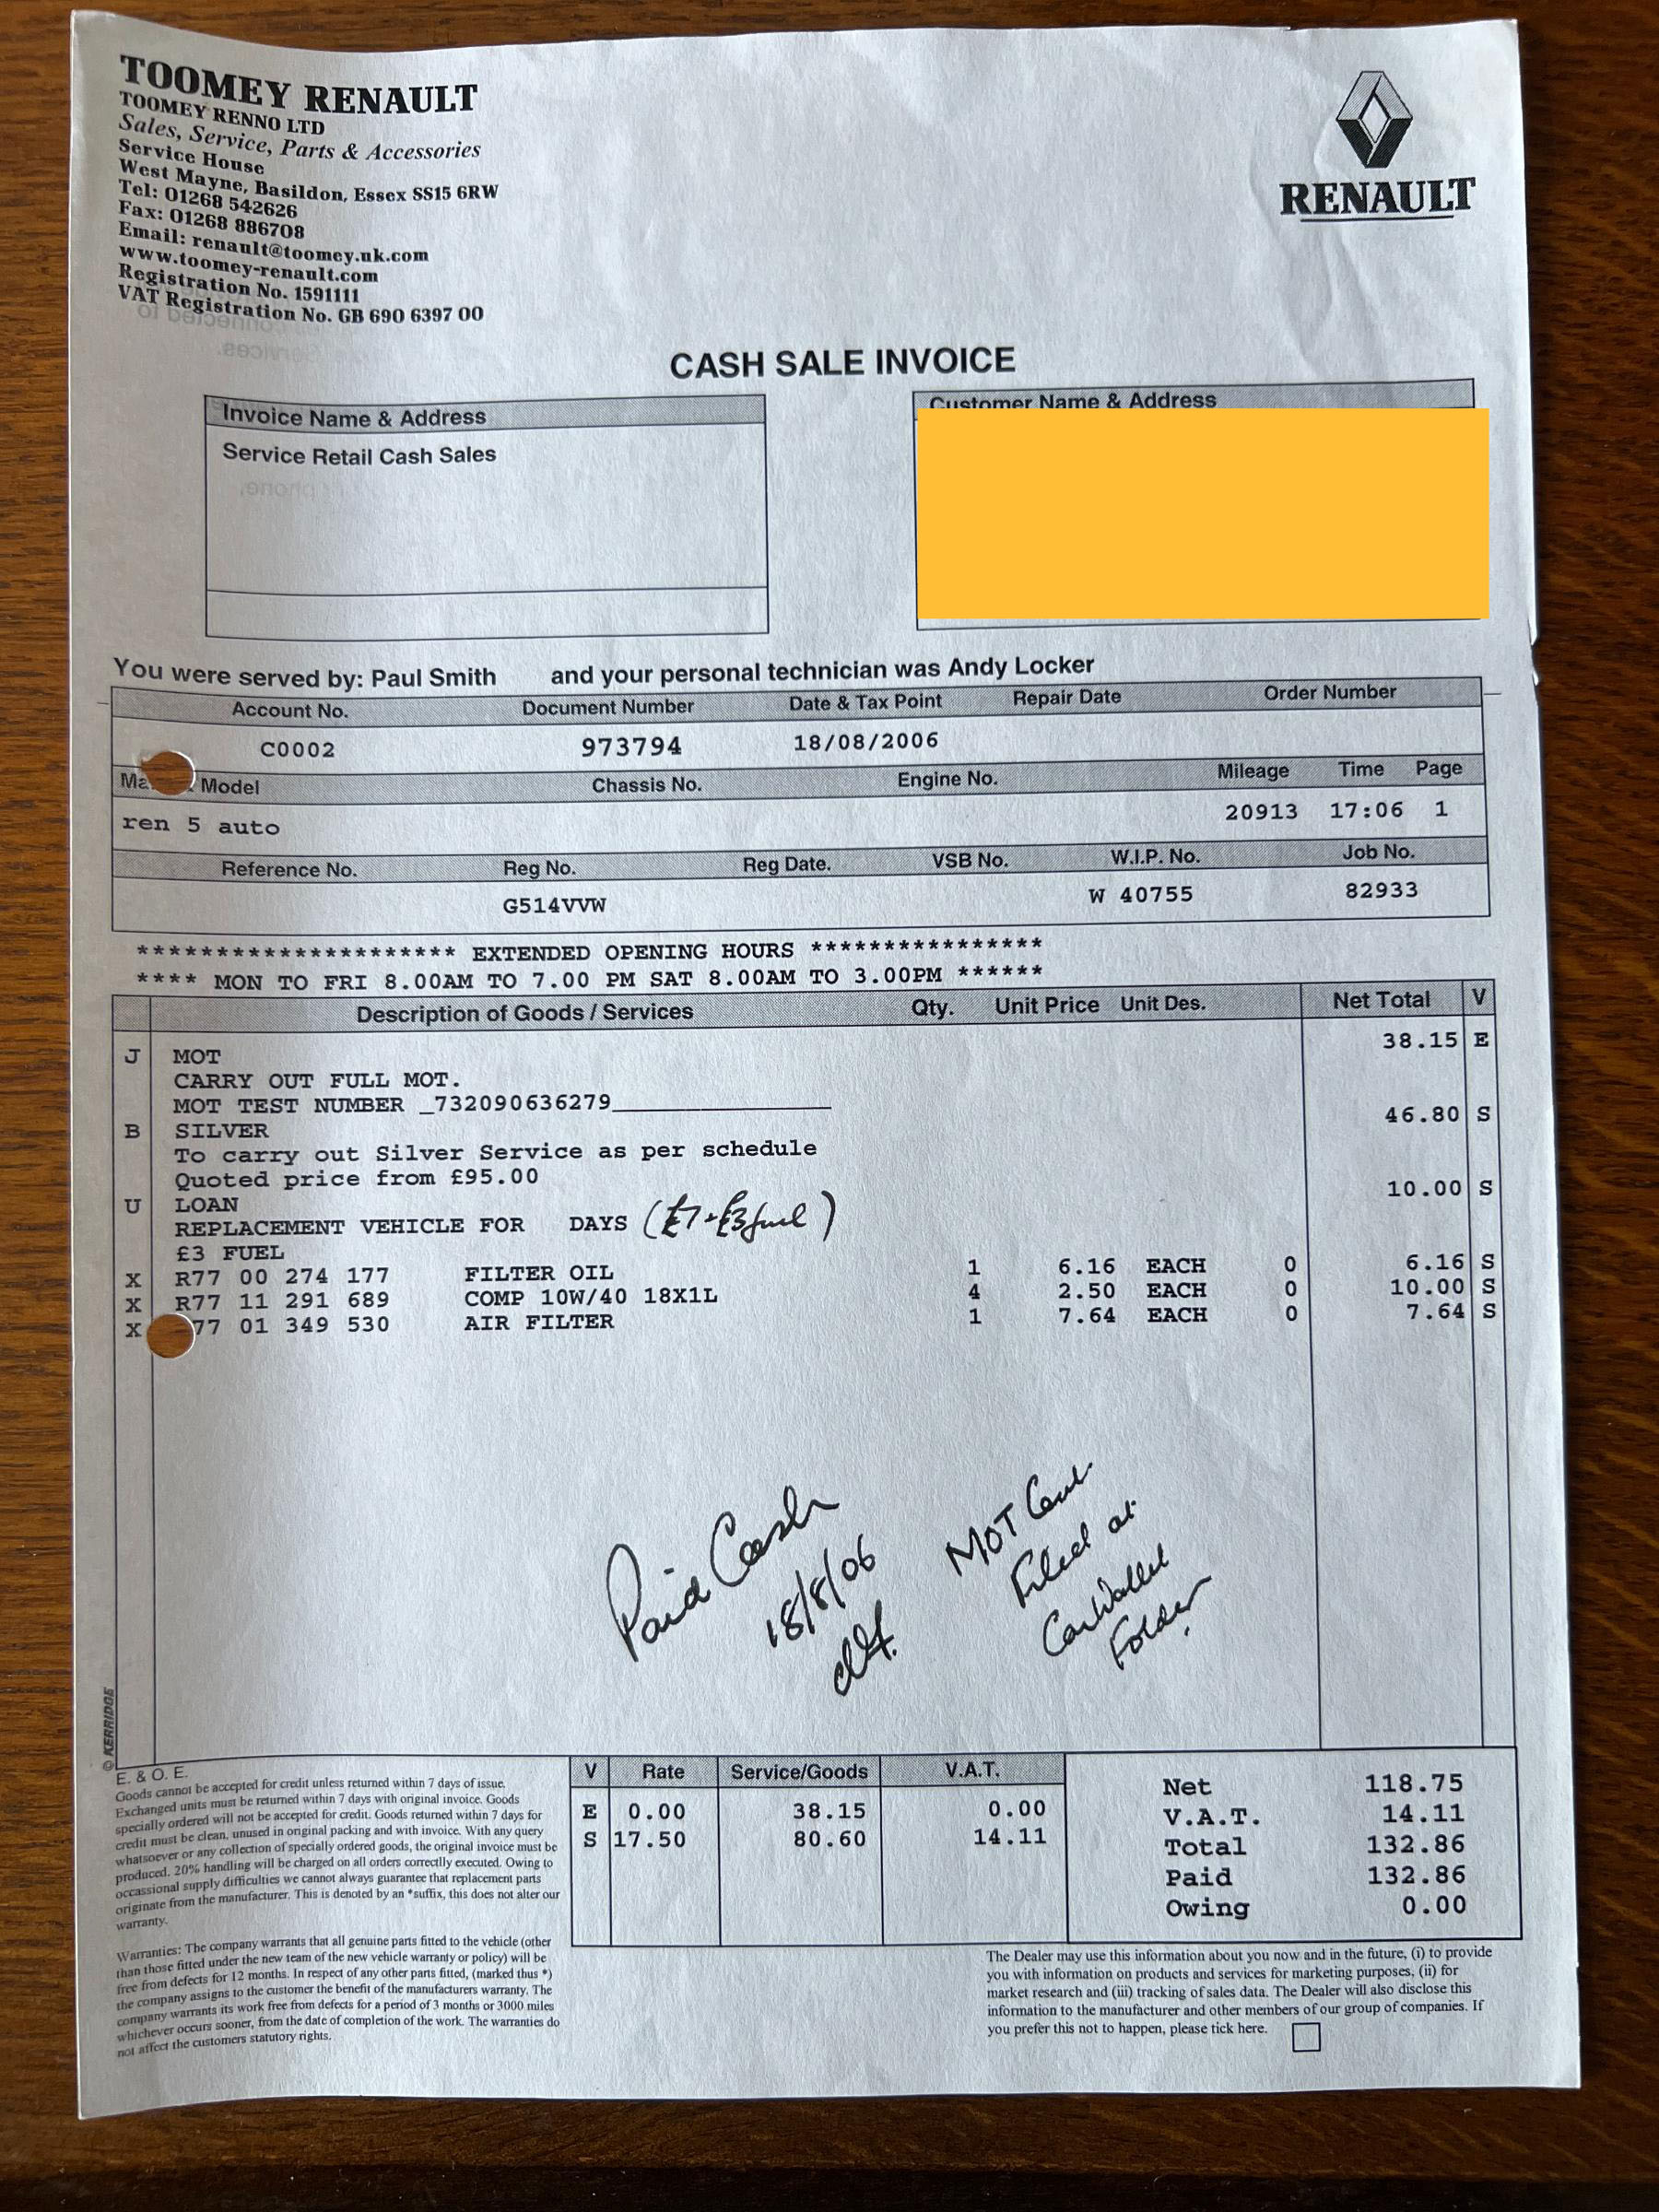 TOOMEY RENAULT
TOOMEY RENNO LTD
Sales, Service, Parts & Accessories
Service House
West Mayne, Basildon, Essex SS15 6RW
Tel: 01268 542626
Fax: 01268 886708
Email: renault@toomey.uk.com
www.toomey-renault.com
Registration No. 1591111
VAT Registration No. GB 690 6397 00
RENAULT
CASH SALE INVOICE
Invoice Name & Address
Service Retail Cash Sales
Customer Name & Address
You were served by: Paul Smith and your personal technician was Andy Locker
Account No. Document Number Date & Tax Point Repair Date Order Number
C0002 973794 18/08/2006
Model Chassis No. Engine No. Mileage Time Page
ren 5 auto 20913 17:06 1
Reference No. Reg No. Reg Date. VSB No. W.I.P. No. Job No.
G514VVW W 40755 82933
********************* EXTENDED OPENING HOURS ****************
**** MON TO FRI 8.00AM TO 7.00 PM SAT 8.00AM TO 3.00PM ******
Description of Goods / Services Qty. Unit Price Unit Des. Net Total V
J MOT 38.15 E
CARRY OUT FULL MOT.
MOT TEST NUMBER _732090636279_
B SILVER 46.80 S
To carry out Silver Service as per schedule
Quoted price from £95.00
U LOAN 10.00 S
REPLACEMENT VEHICLE FOR DAYS (£7+£3 fuel)
£3 FUEL
X R77 00 274 177 FILTER OIL 1 6.16 EACH 0 6.16 S
X R77 11 291 689 COMP 10W/40 18X1L 4 2.50 EACH 0 10.00 S
X 77 01 349 530 AIR FILTER 1 7.64 EACH 0 7.64 S
Paid Cash
18/8/06
MOT Cert
Filed at
Car Wallet
Folder
© KERRIDGE
E. & O. E.
Goods cannot be accepted for credit unless returned within 7 days of issue.
Exchanged units must be returned within 7 days with original invoice. Goods
specially ordered will not be accepted for credit. Goods returned within 7 days for
credit must be clean, unused in original packing and with invoice. With any query
whatsoever or any collection of specially ordered goods, the original invoice must be
produced. 20% handling will be charged on all orders correctlly executed. Owing to
occassional supply difficulties we cannot always guarantee that replacement parts
originate from the manufacturer. This is denoted by an *suffix, this does not alter our
warranty.
Warranties: The company warrants that all genuine parts fitted to the vehicle (other
than those fitted under the new team of the new vehicle warranty or policy) will be
free from defects for 12 months. In respect of any other parts fitted, (marked thus *)
the company assigns to the customer the benefit of the manufacturers warranty. The
company warrants its work free from defects for a period of 3 months or 3000 miles
whichever occurs sooner, from the date of completion of the work. The warranties do
not affect the customers statutory rights.
V Rate Service/Goods V.A.T.
E 0.00 38.15 0.00
S 17.50 80.60 14.11
Net 118.75
V.A.T. 14.11
Total 132.86
Paid 132.86
Owing 0.00
The Dealer may use this information about you now and in the future, (i) to provide
you with information on products and services for marketing purposes, (ii) for
market research and (iii) tracking of sales data. The Dealer will also disclose this
information to the manufacturer and other members of our group of companies. If
you prefer this not to happen, please tick here.